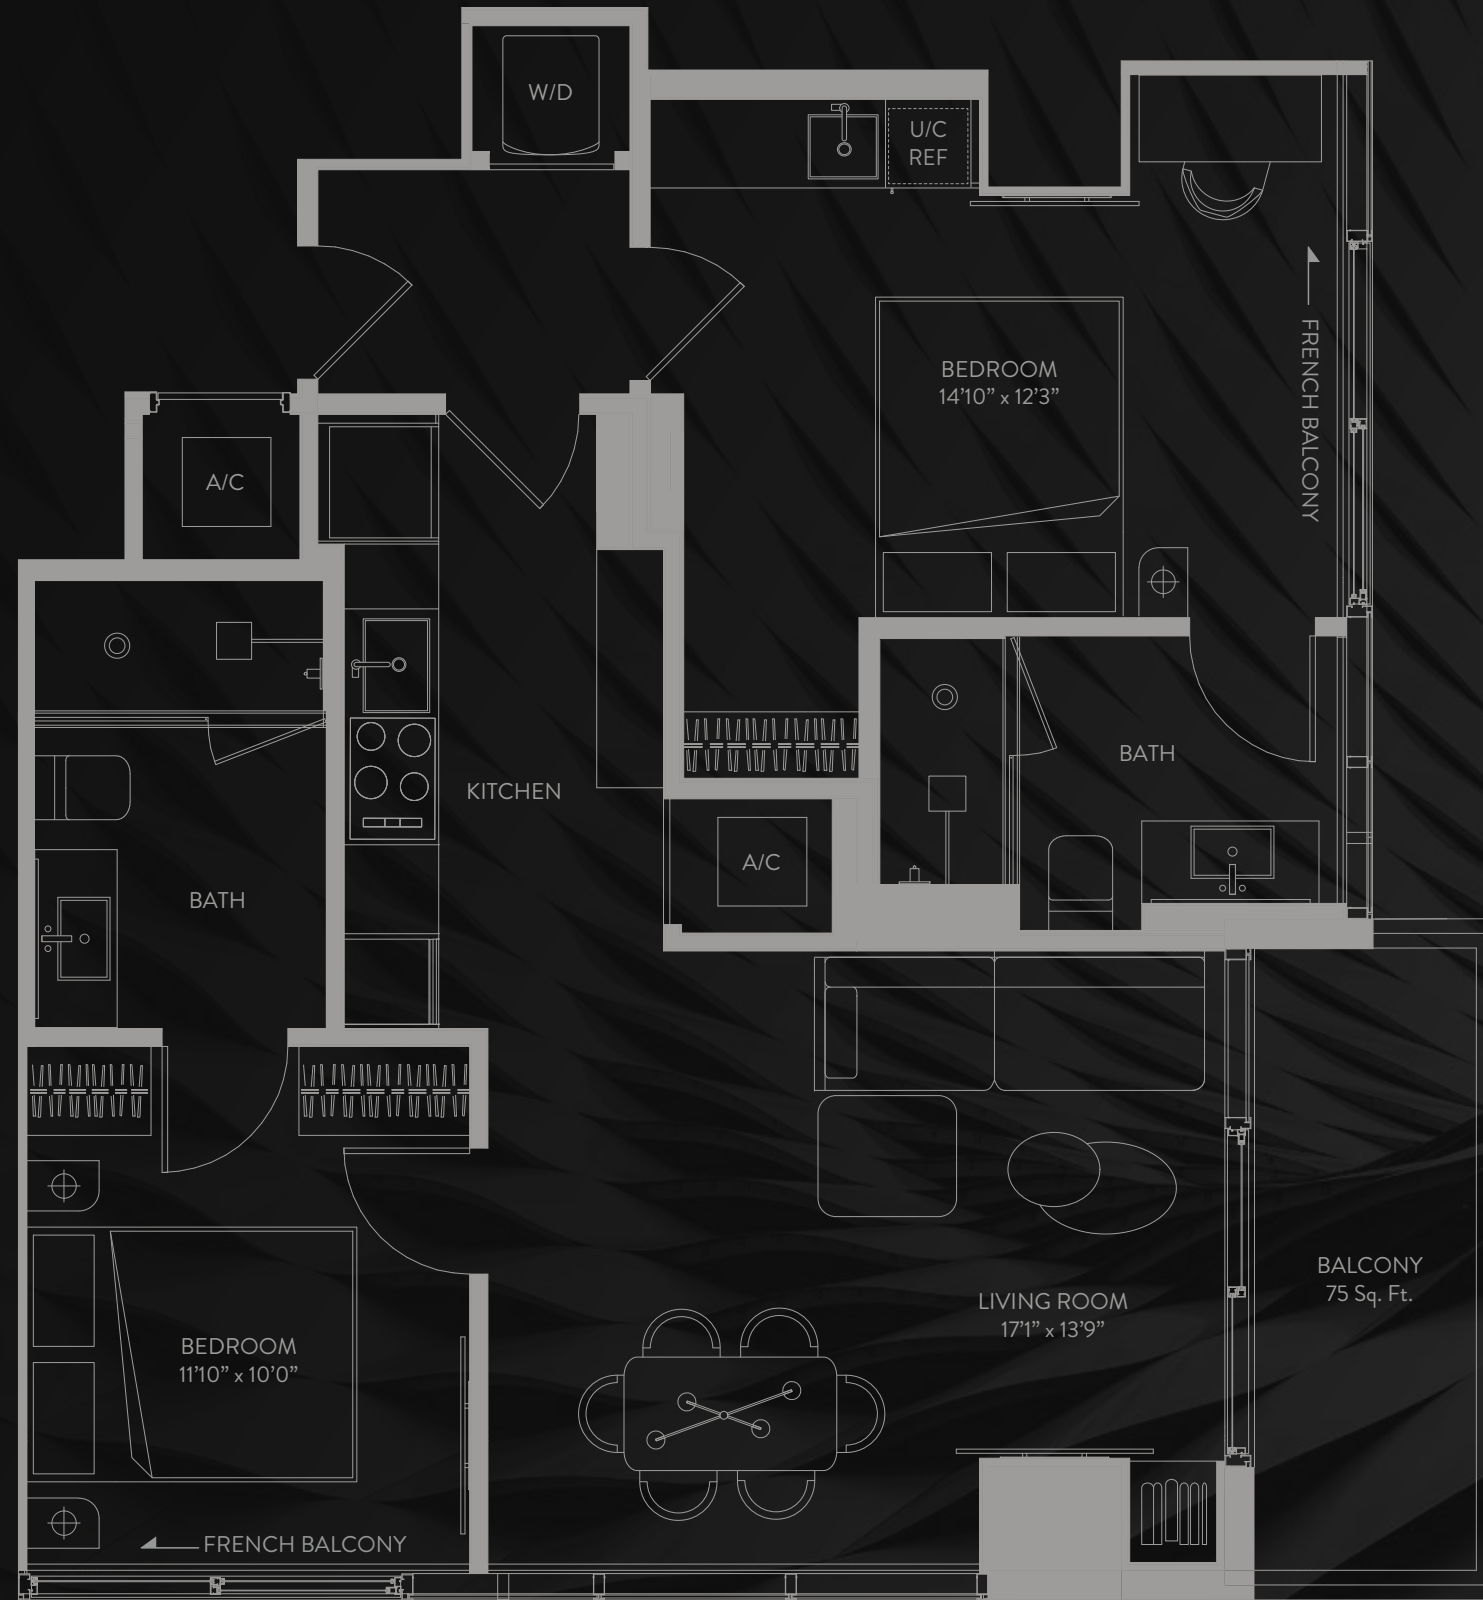 W/D
U/C
REF
BEDROOM
14’10” x 12’3”
FRENCH BALCONY
A/C
KITCHEN
BATH
A/C
BATH
BALCONY
75 Sq. Ft.
LIVING ROOM
17’1” x 13’9”
BEDROOM
11’10” x 10’0”
FRENCH BALCONY